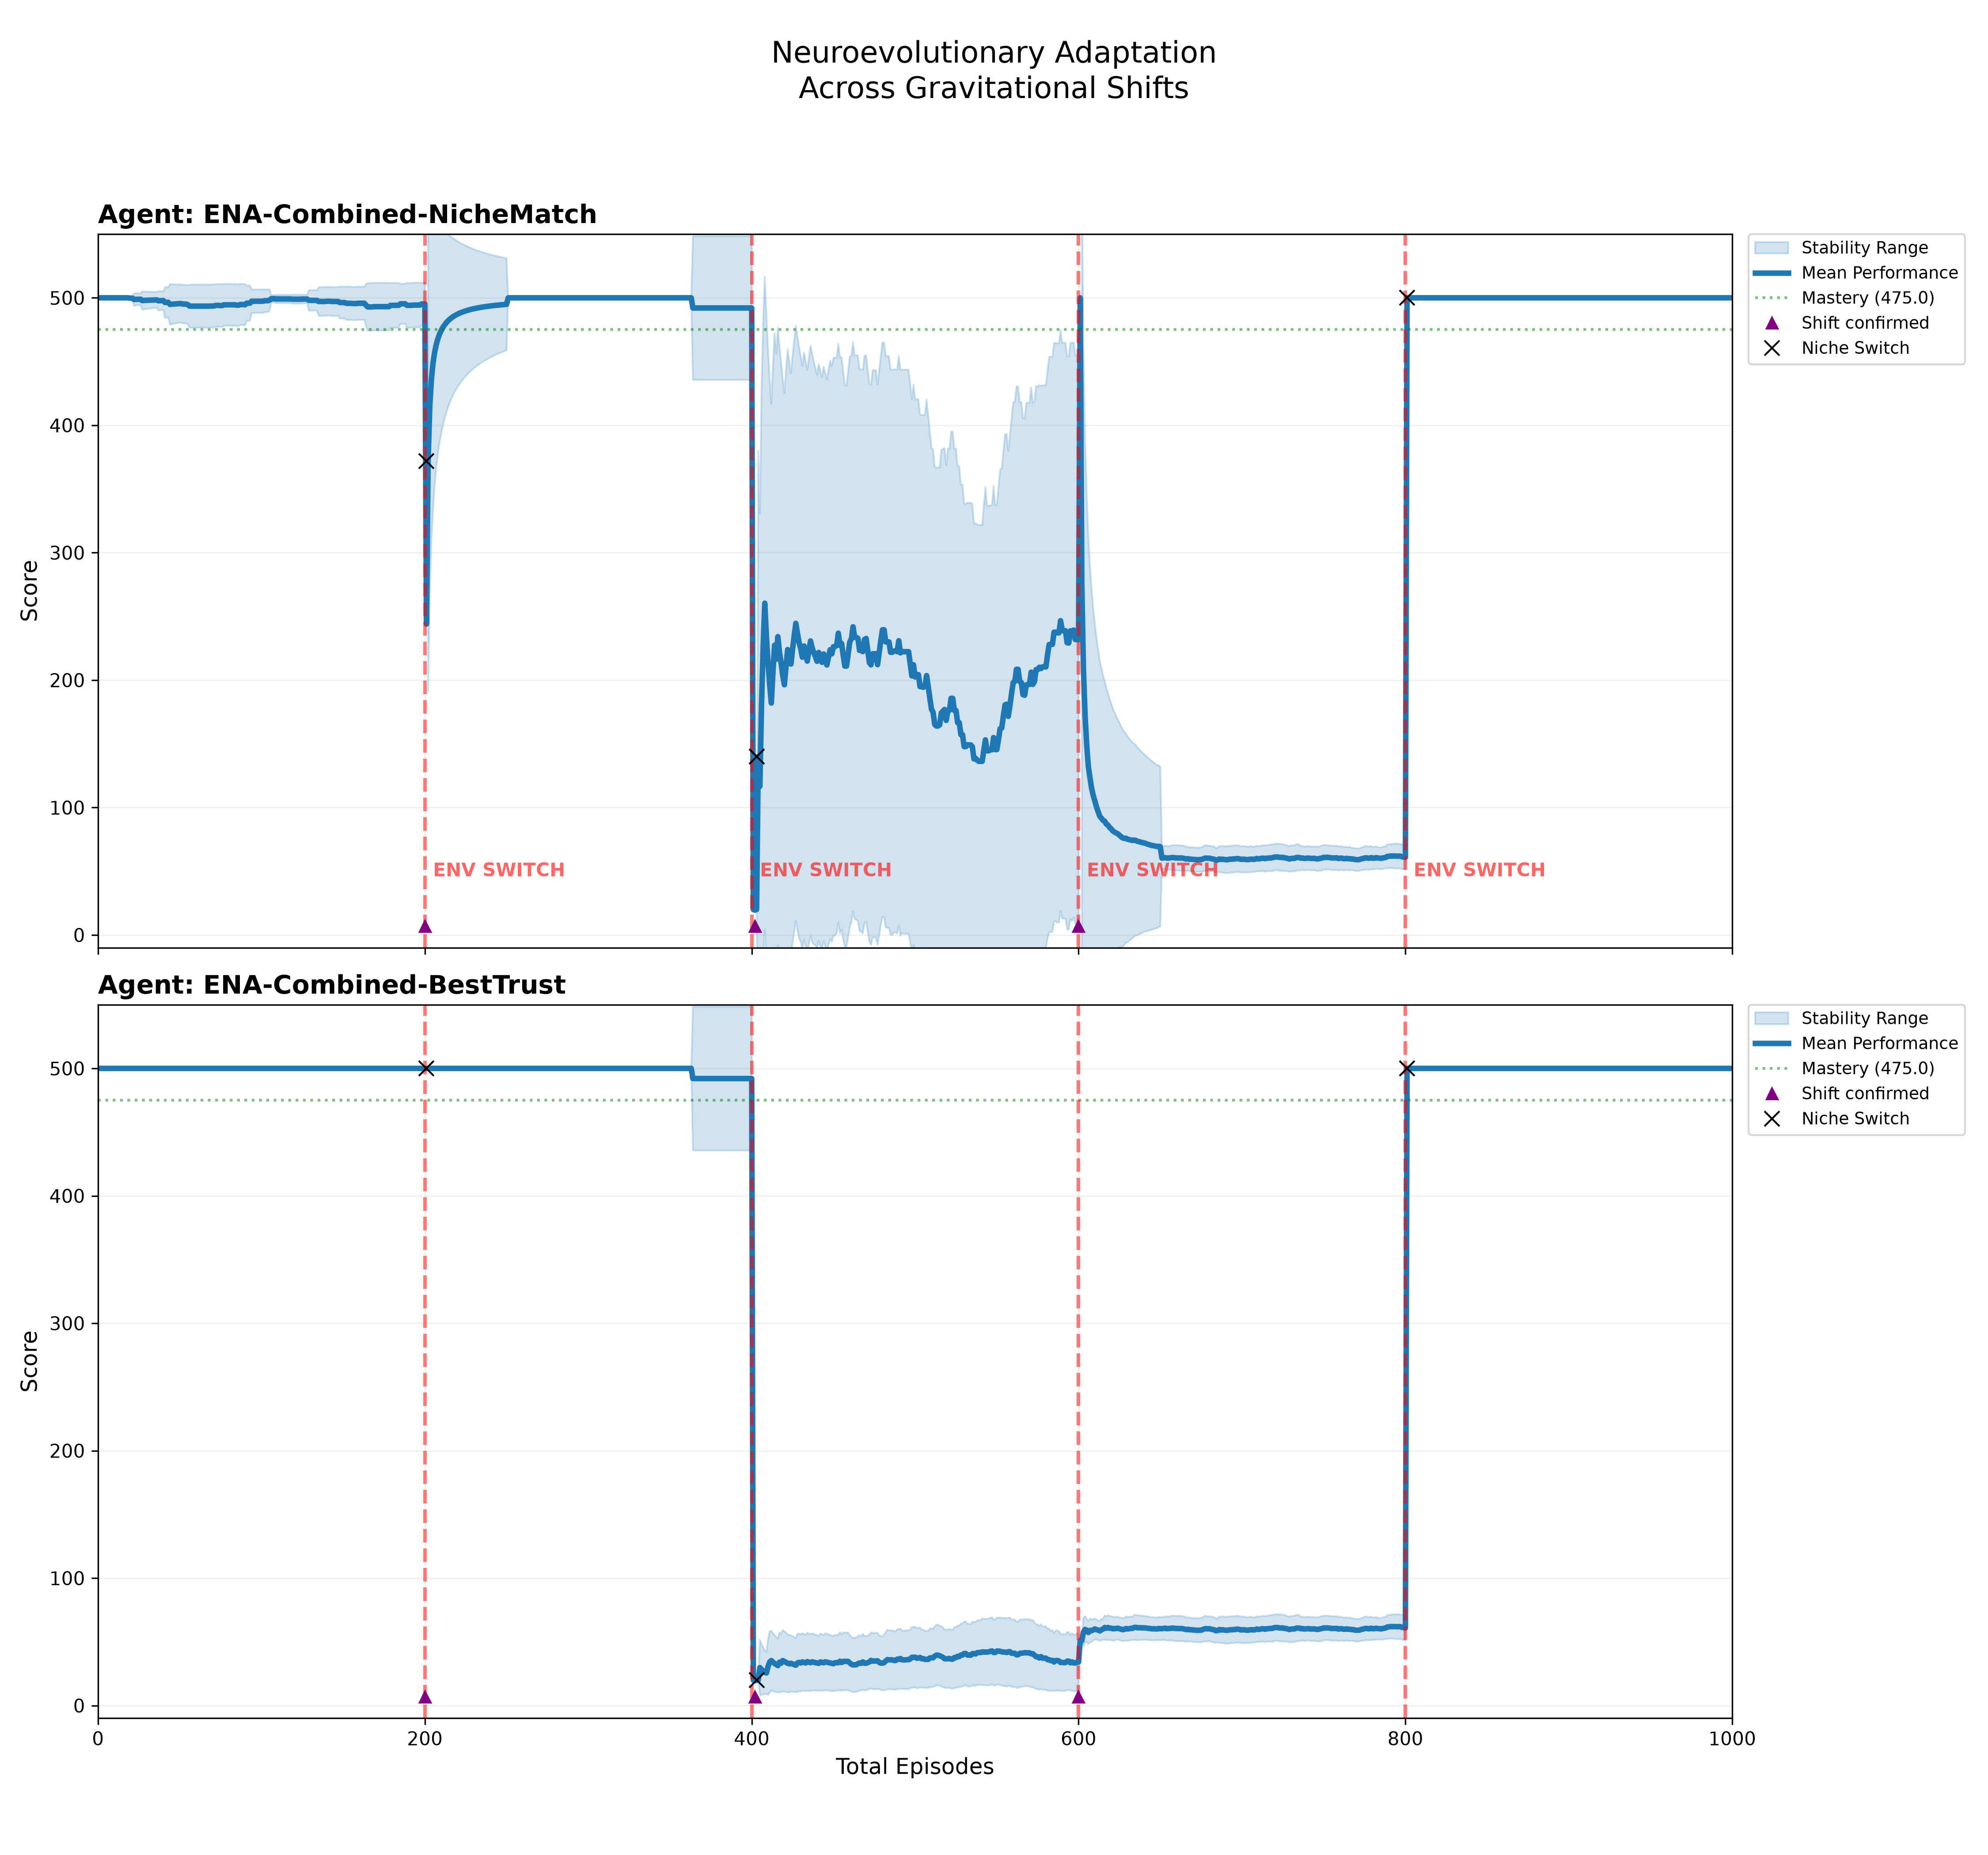 Neuroevolutionary Adaptation
Across Gravitational Shifts
Agent: ENA-Combined-NicheMatch
Score
500
400
300
200
100
0
ENV SWITCH
ENV SWITCH
ENV SWITCH
ENV SWITCH
Stability Range
Mean Performance
Mastery (475.0)
Shift confirmed
Niche Switch
Agent: ENA-Combined-BestTrust
Score
500
400
300
200
100
0
Stability Range
Mean Performance
Mastery (475.0)
Shift confirmed
Niche Switch
0
200
400
600
800
1000
Total Episodes